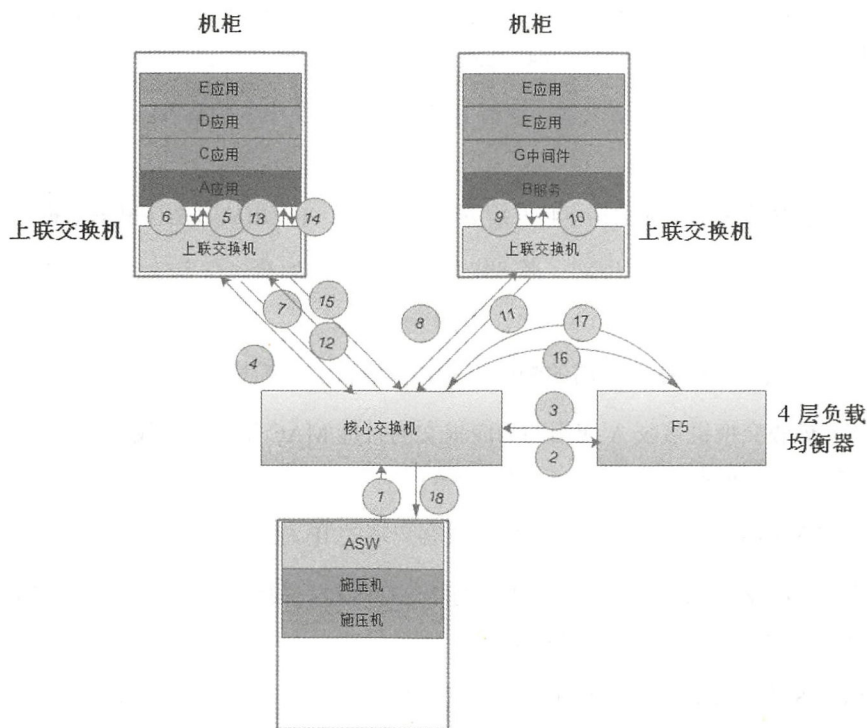 机柜
机柜
E应用
D应用
C应用
A应用
E应用
E应用
G中间件
B服务
6
5
13
14
9
10
上联交换机
上联交换机
上联交换机
上联交换机
7
15
8
11
17
12
4
16
核心交换机
3
2
F5
4 层负载
均衡器
1
18
ASW
施压机
施压机